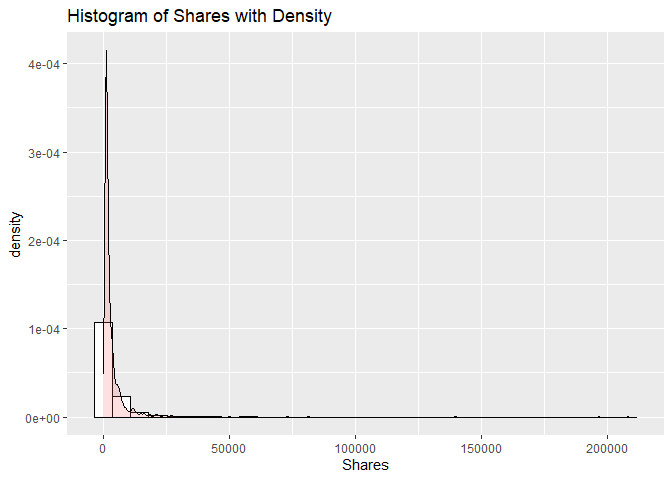 Histogram of Shares with Density
density
4e-04
3e-04
2e-04
1e-04
0e+00
0 50000 100000 150000 200000
Shares